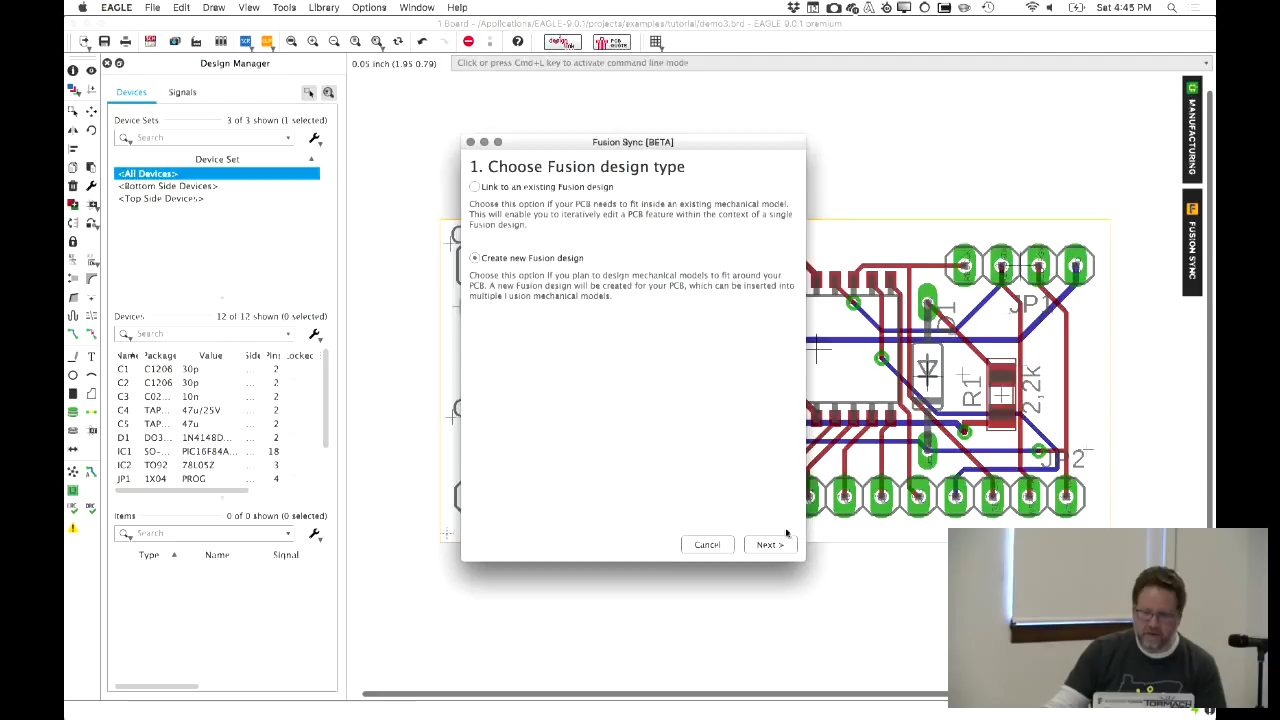 EAGLE File Edit Draw View Tools Library Options Window Help Sat 4:45 PM
1 Board - /Applications/EAGLE-9.0.1/projects/examples/tutorial/demo3.brd - EAGLE 9.0.1 premium
Design Manager
0.05 inch (1.95 0.79)
Click or press Cmd+L key to activate command line mode
Devices Signals
Device Sets 3 of 3 shown (1 selected)
Search
Device Set
<All Devices>
<Bottom Side Devices>
<Top Side Devices>
Devices 12 of 12 shown (0 selected)
Search
Name Package Value Side Pins Locked
C1 C1206 30p 2
C2 C1206 30p 2
C3 C02... 10n 2
C4 TAP... 47u/25V 2
C5 TAP... 47u 2
D1 DO3... 1N4148D... 2
IC1 SO-... PIC16F84A... 18
IC2 TO92 78L05Z 3
JP1 1X04 PROG 4
Items 0 of 0 shown (0 selected)
Search
Type Name Signal
Fusion Sync [BETA]
1. Choose Fusion design type
Link to an existing Fusion design
Choose this option if your PCB needs to fit inside an existing mechanical model.
This will enable you to iteratively edit a PCB feature within the context of a single
Fusion design.
Create new Fusion design
Choose this option if you plan to design mechanical models to fit around your
PCB. A new Fusion design will be created for your PCB, which can be inserted into
multiple Fusion mechanical models.
Cancel Next >
JP1
R1
2,2k
JP2
MANUFACTURING
FUSION SYNC
TORMACH